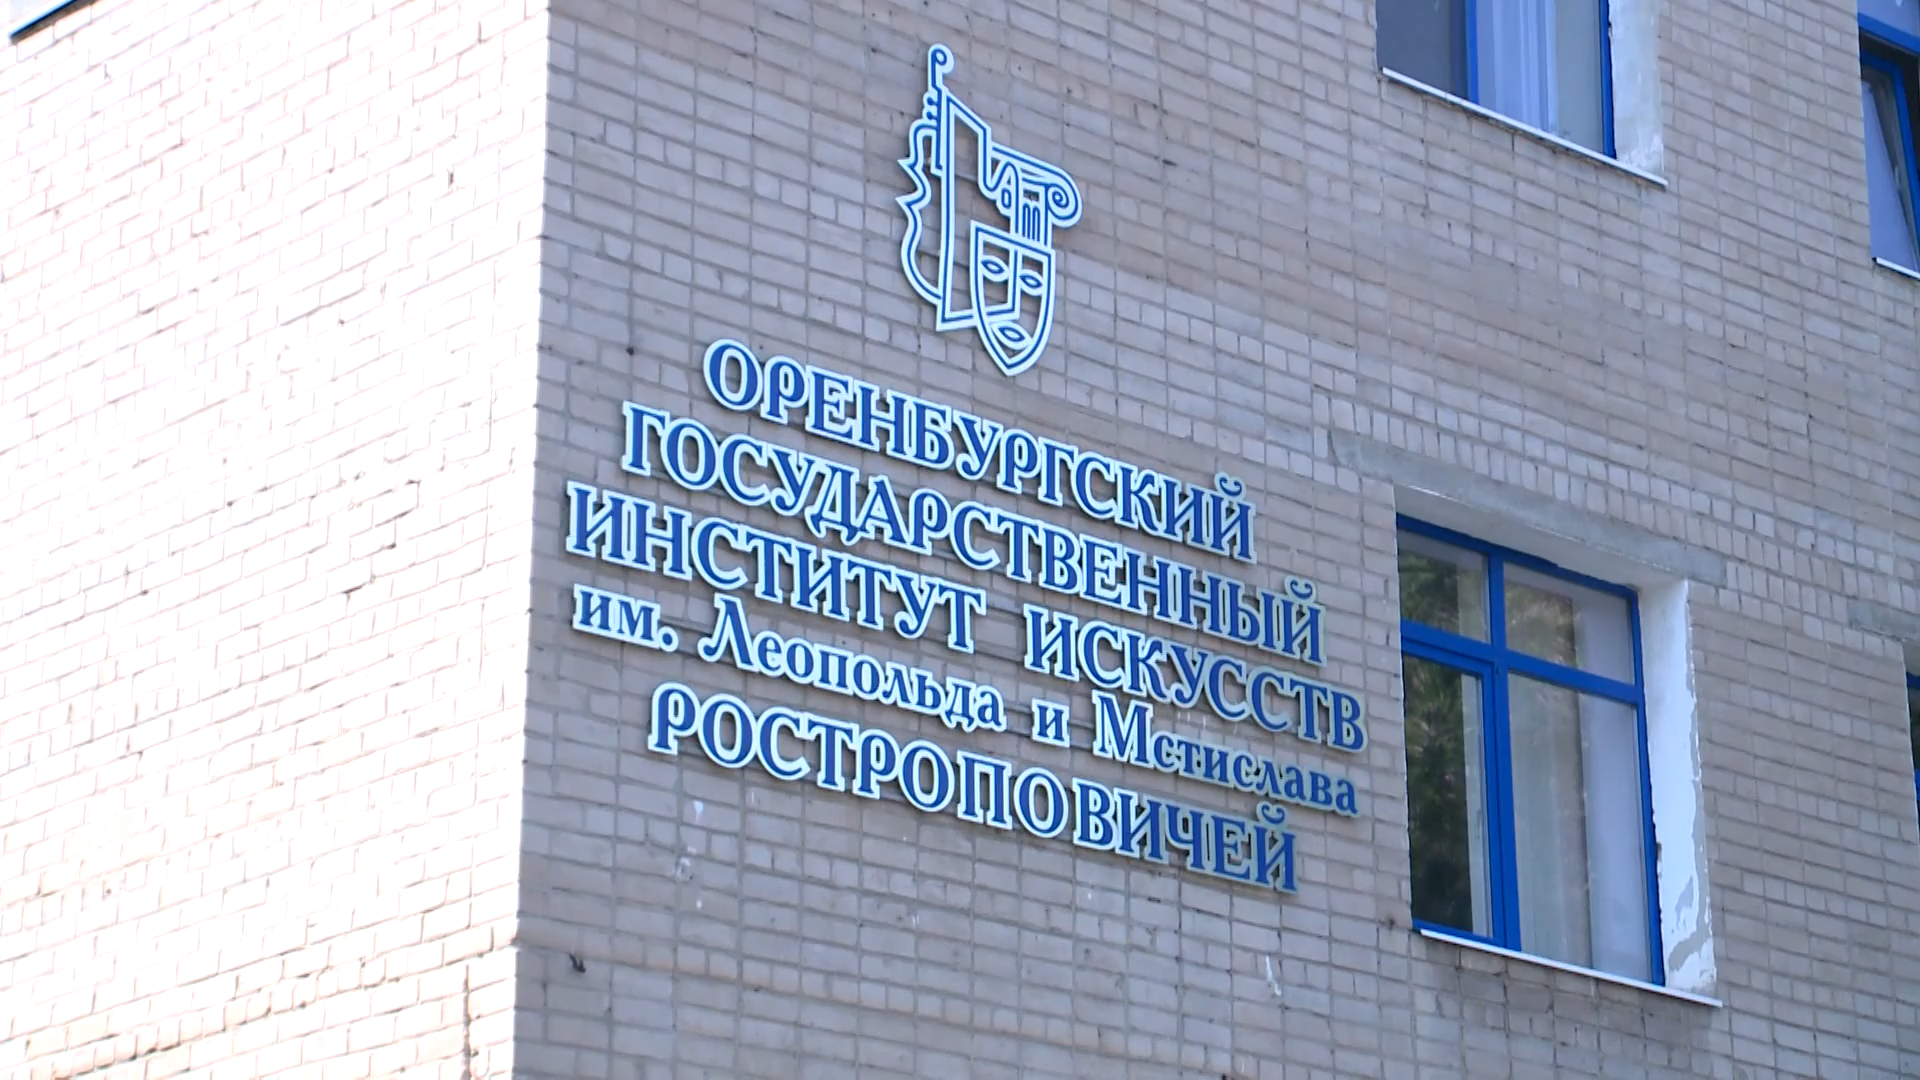 ОРЕНБУРГСКИЙ
ГОСУДАРСТВЕННЫЙ
ИНСТИТУТ ИСКУССТВ
им. Леопольда и Мстислава
РОСТРОПОВИЧЕЙ